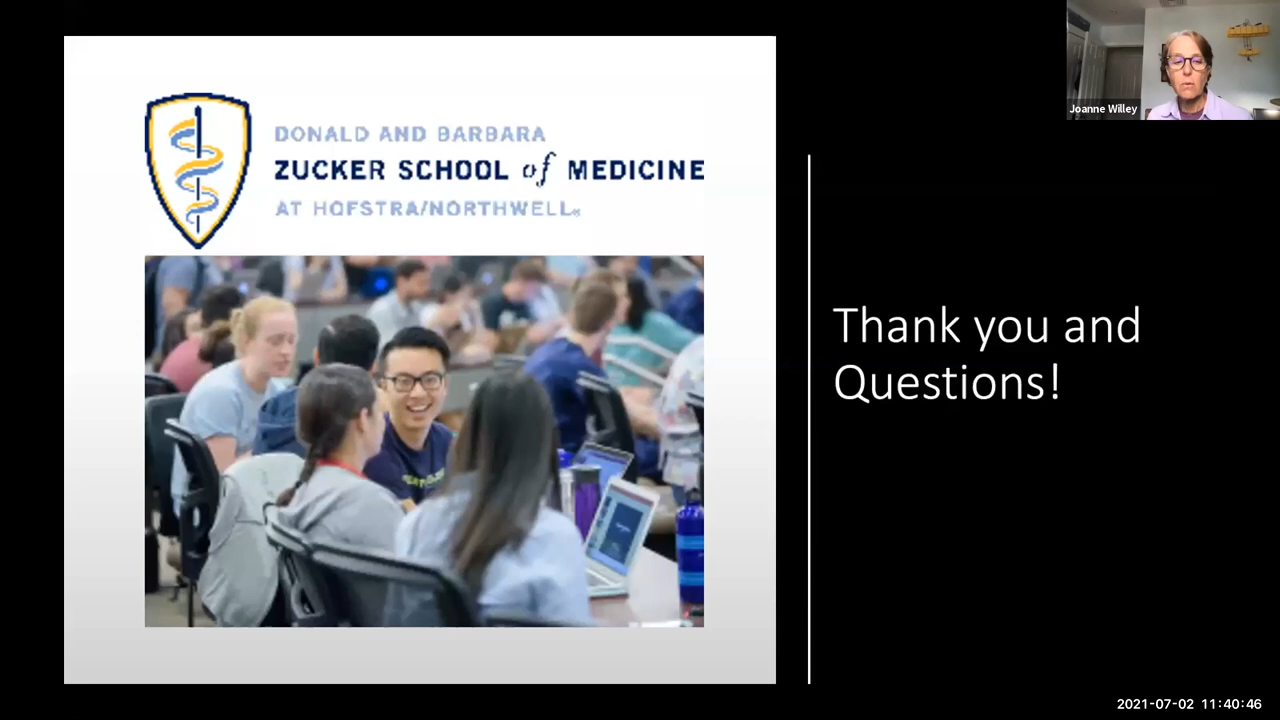 DONALD AND BARBARA
ZUCKER SCHOOL of MEDICINE
AT HOFSTRA/NORTHWELL
Thank you and
Questions!
Joanne Willey
2021-07-02 11:40:46